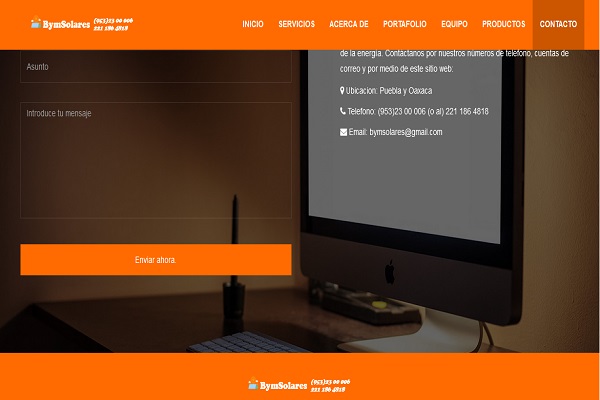 BymSolares (953)23 00 006
221 186 4818
INICIO SERVICIOS ACERCA DE PORTAFOLIO EQUIPO PRODUCTOS CONTACTO
de la energía. Contactanos por nuestros números de telefono, cuentas de
correo y por medio de este sitio web:
Asunto
Ubicacion: Puebla y Oaxaca
Introduce tu mensaje
Telefono: (953)23 00 006 (o al) 221 186 4818
Email: bymsolares@gmail.com
Enviar ahora.
BymSolares (953)23 00 006
221 186 4818